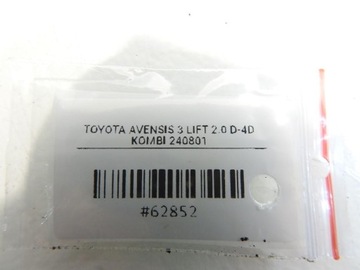 TOYOTA AVENSIS 3 LIFT 2.0 D-4D
KOMBI 240801
#62852